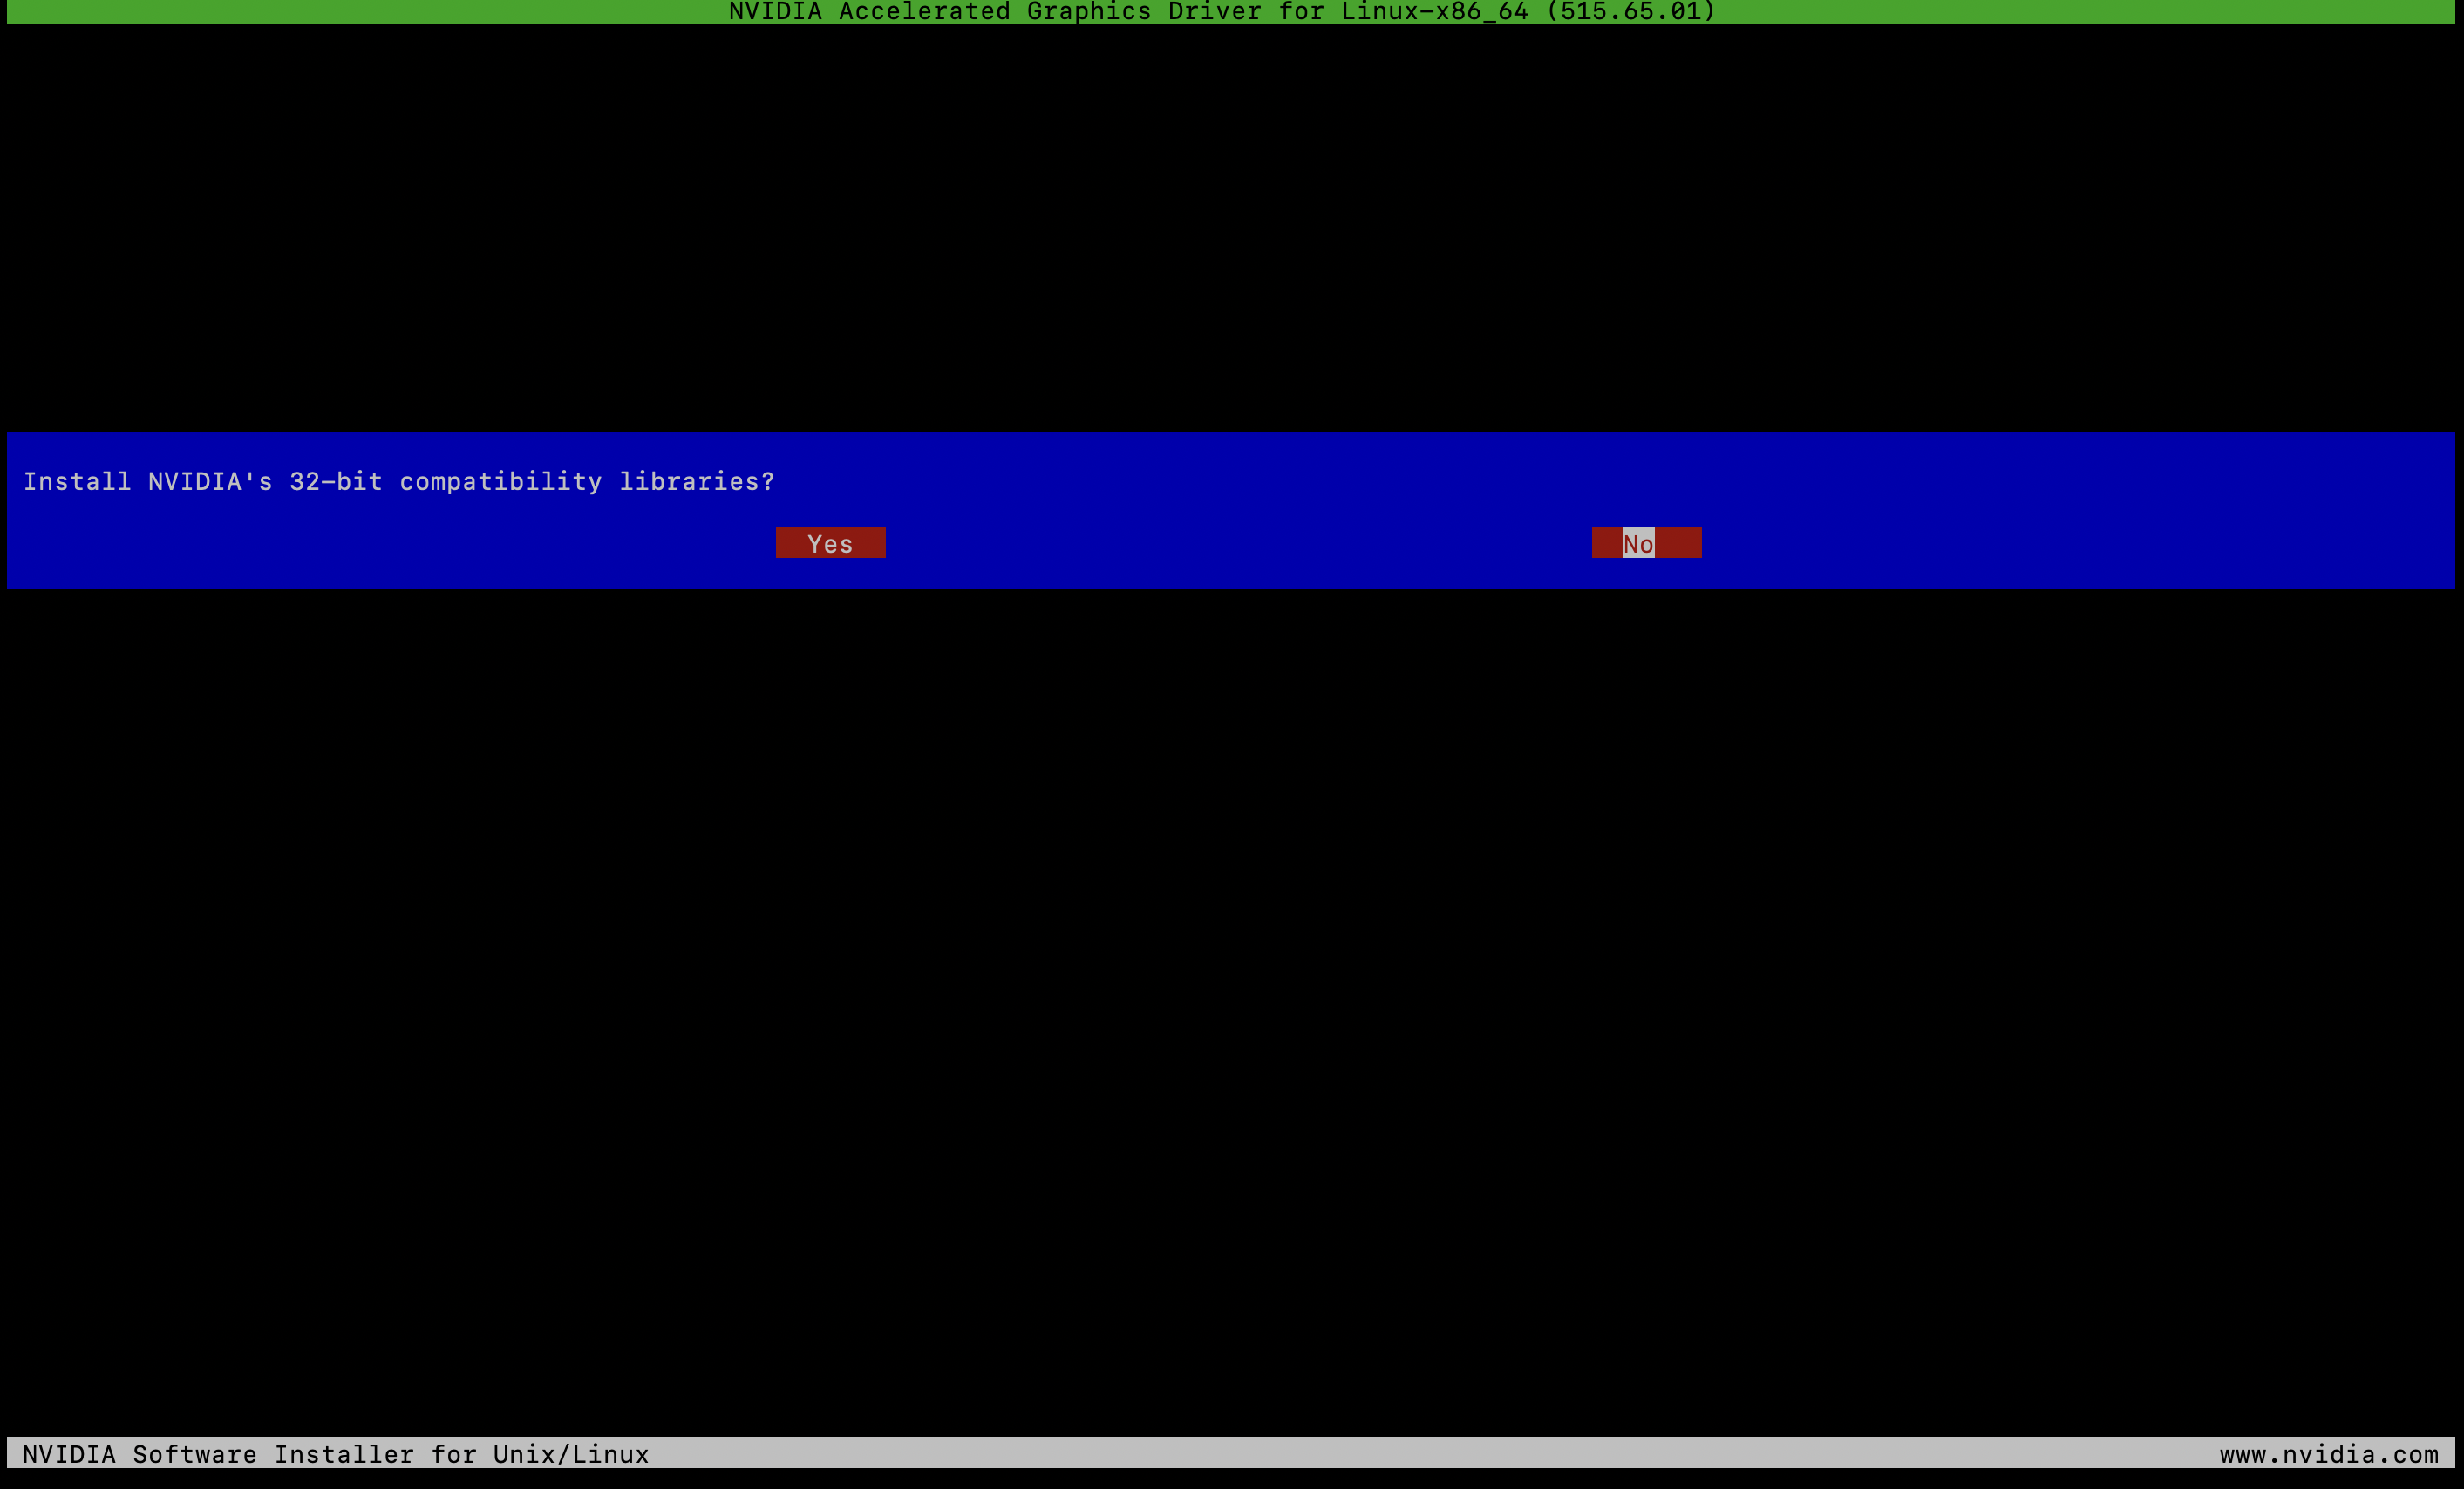 NVIDIA Accelerated Graphics Driver for Linux-x86_64 (515.65.01)
Install NVIDIA's 32-bit compatibility libraries?
Yes No
NVIDIA Software Installer for Unix/Linux www.nvidia.com